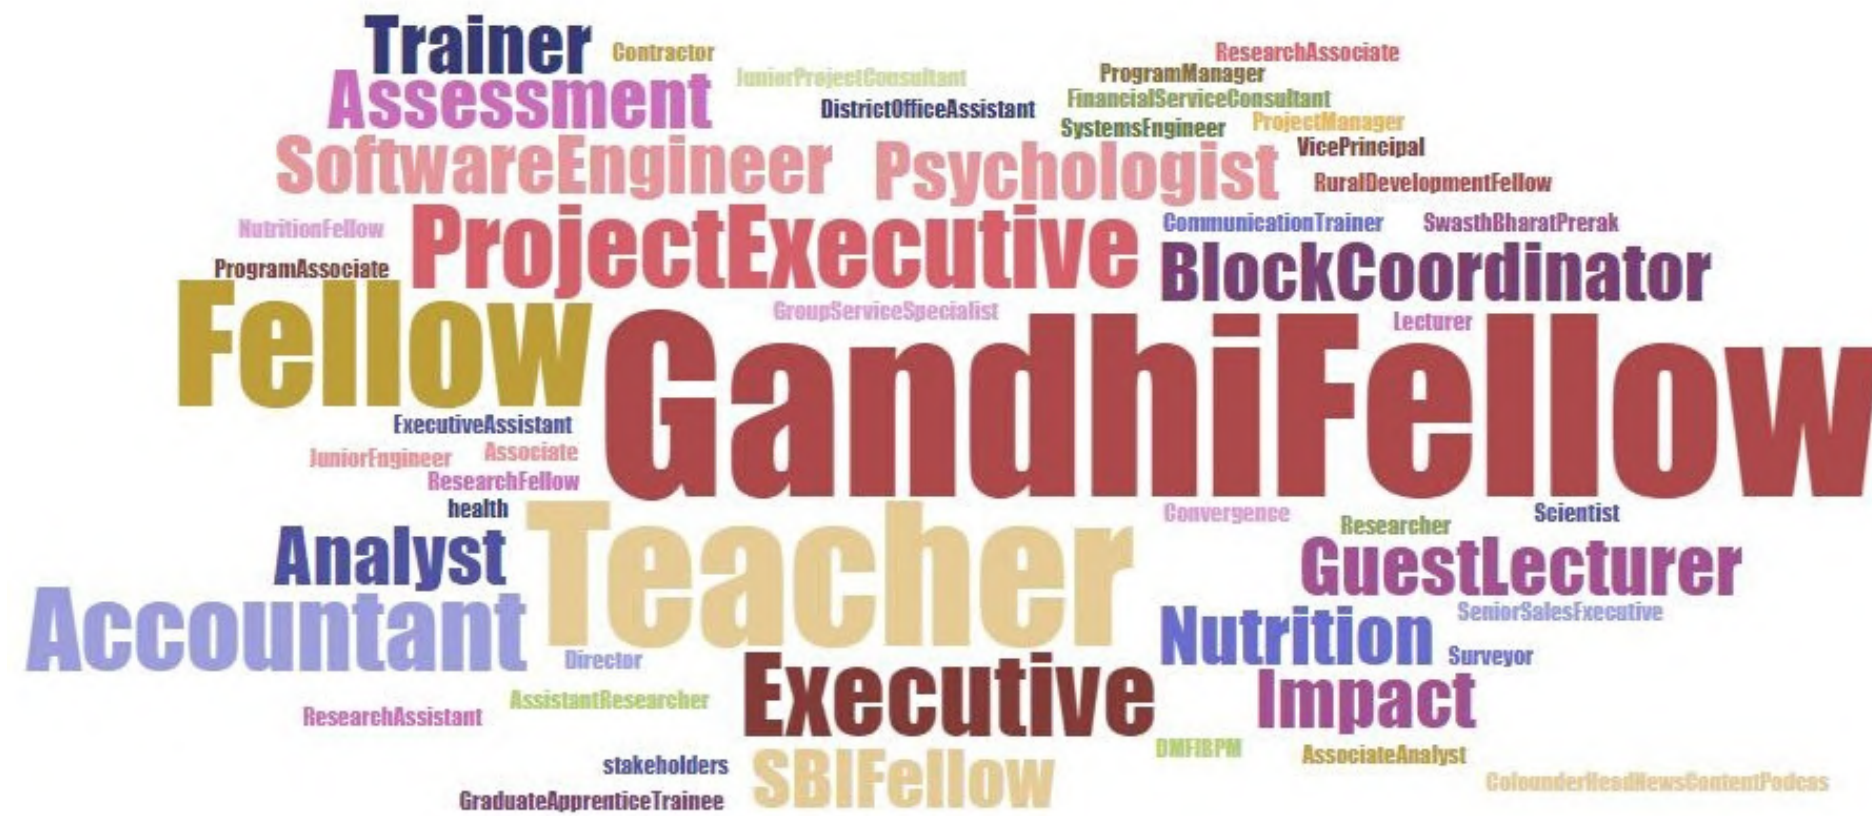 Trainer
Contractor
ResearchAssociate
JuniorProjectConsultant
ProgramManager
Assessment
DistrictOfficeAssistant
FinancialServiceConsultant
SystemsEngineer
ProjectManager
SoftwareEngineer
Psychologist
VicePrincipal
RuralDevelopmentFellow
NutritionFellow
ProjectExecutive
CommunicationTrainer
SwasthBharatPrerak
ProgramAssociate
BlockCoordinator
Fellow
GroupServiceSpecialist
Lecturer
GandhiFellow
ExecutiveAssistant
JuniorEngineer
Associate
ResearchFellow
health
Convergence
Researcher
Scientist
Analyst
Teacher
GuestLecturer
Accountant
SeniorSalesExecutive
Nutrition
Surveyor
Director
Executive
Impact
AssistantResearcher
ResearchAssistant
DMFIRPM
AssociateAnalyst
stakeholders
SBIFellow
GraduateApprenticeTrainee